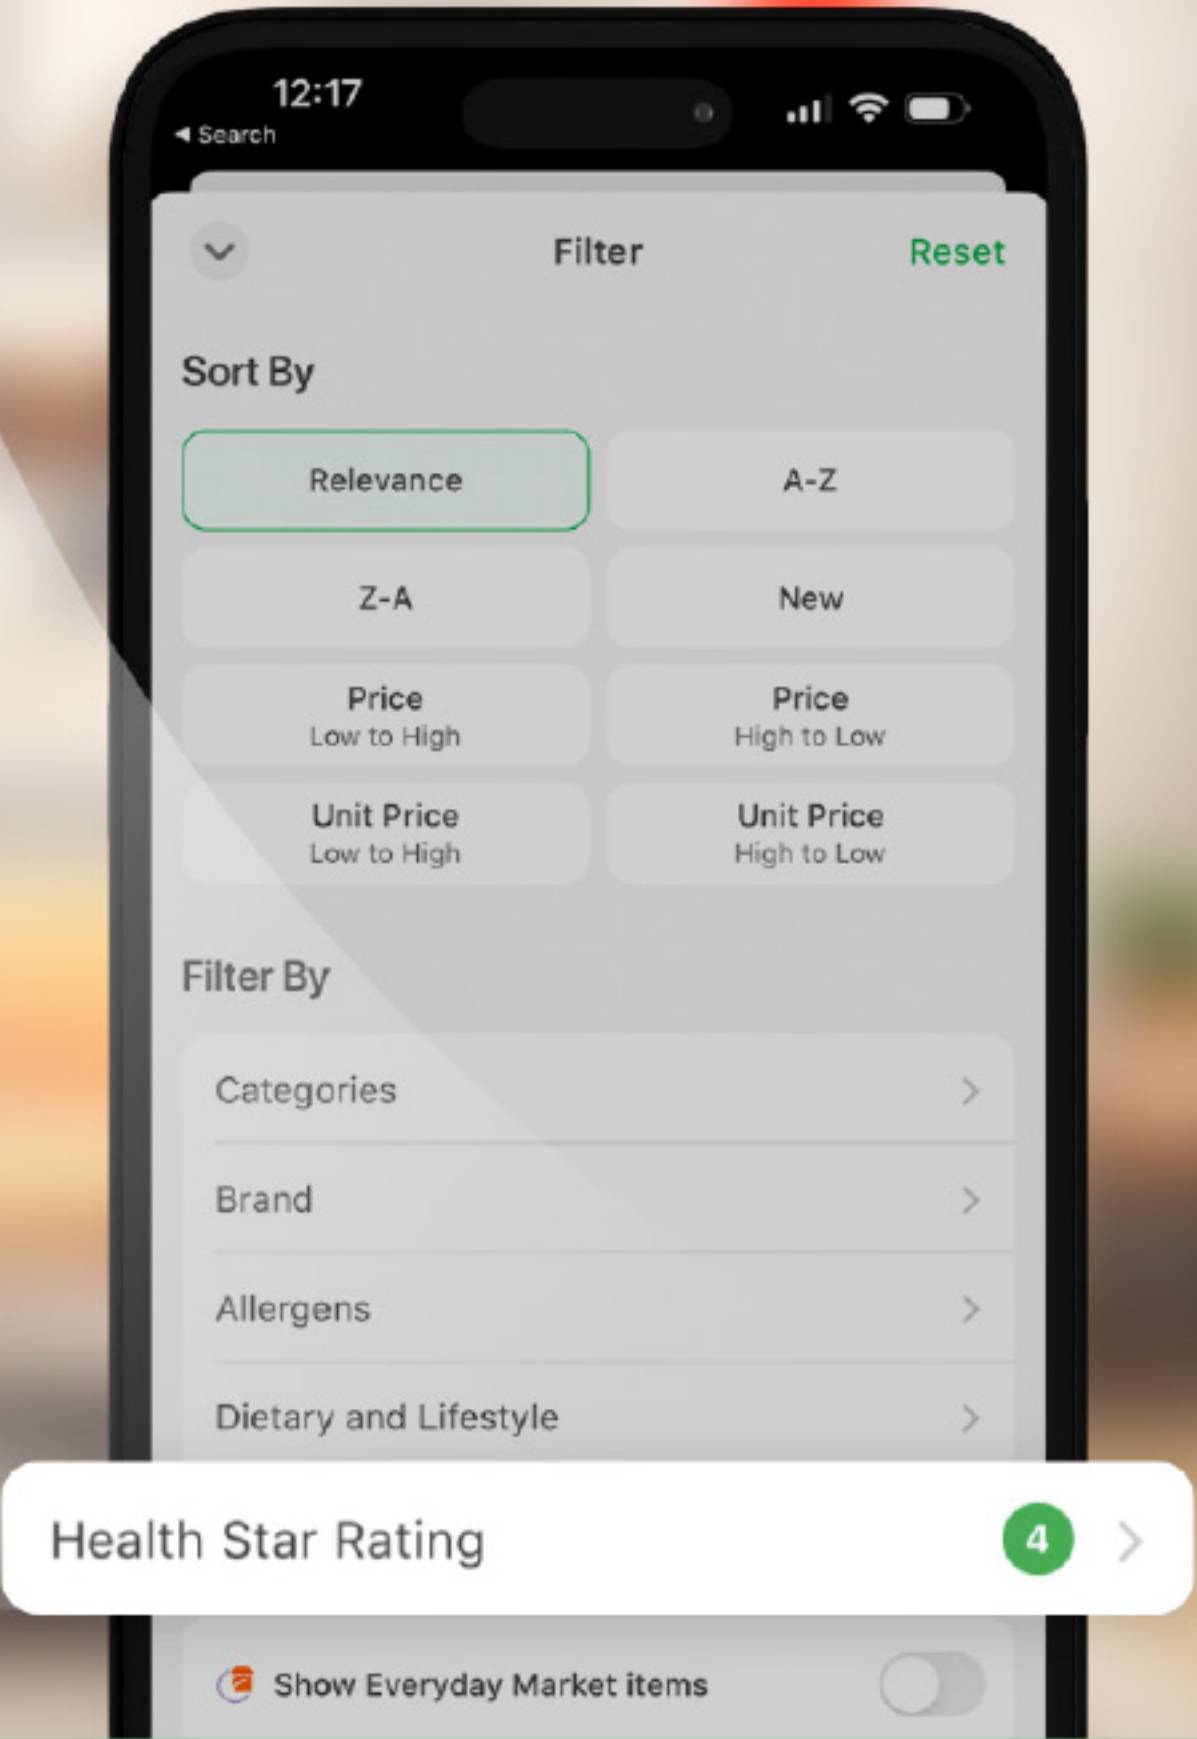 12:17
◀ Search
Filter
Reset
Sort By
Relevance
A-Z
Z-A
New
Price
Low to High
Price
High to Low
Unit Price
Low to High
Unit Price
High to Low
Filter By
Categories
Brand
Allergens
Dietary and Lifestyle
Health Star Rating
4
Show Everyday Market items